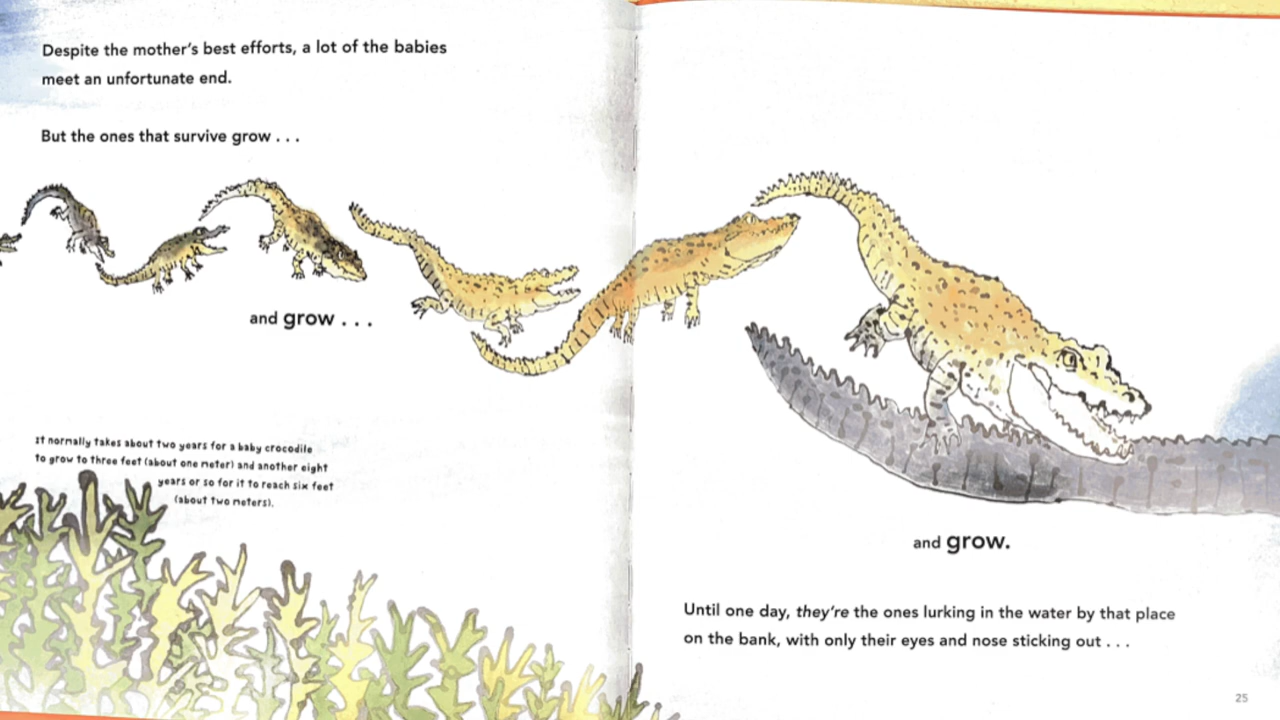 Despite the mother's best efforts, a lot of the babies
meet an unfortunate end.
But the ones that survive grow . . .
and grow . . .
It normally takes about two years for a baby crocodile
to grow to three feet (about one meter) and another eight
years or so for it to reach six feet
(about two meters).
and grow.
Until one day, they're the ones lurking in the water by that place
on the bank, with only their eyes and nose sticking out . . .
25